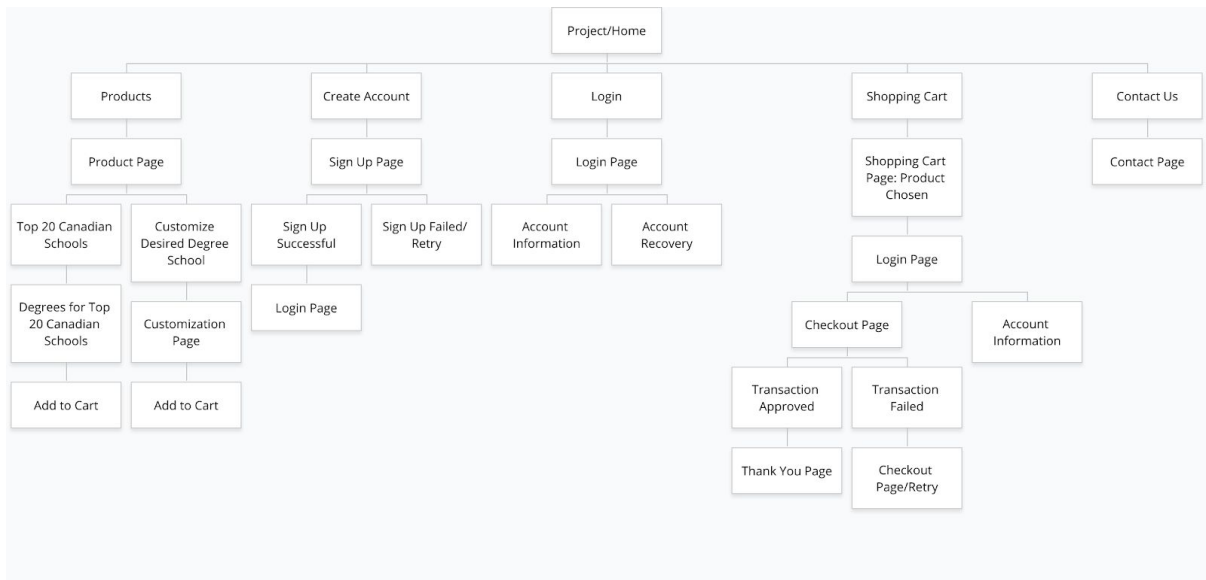 Project/Home
Products
Create Account
Login
Shopping Cart
Contact Us
Product Page
Sign Up Page
Login Page
Shopping Cart
Page: Product
Chosen
Contact Page
Top 20 Canadian
Schools
Customize
Desired Degree
School
Sign Up
Successful
Sign Up Failed/
Retry
Account
Information
Account
Recovery
Login Page
Degrees for Top
20 Canadian
Schools
Customization
Page
Login Page
Checkout Page
Account
Information
Add to Cart
Add to Cart
Transaction
Approved
Transaction
Failed
Thank You Page
Checkout
Page/Retry